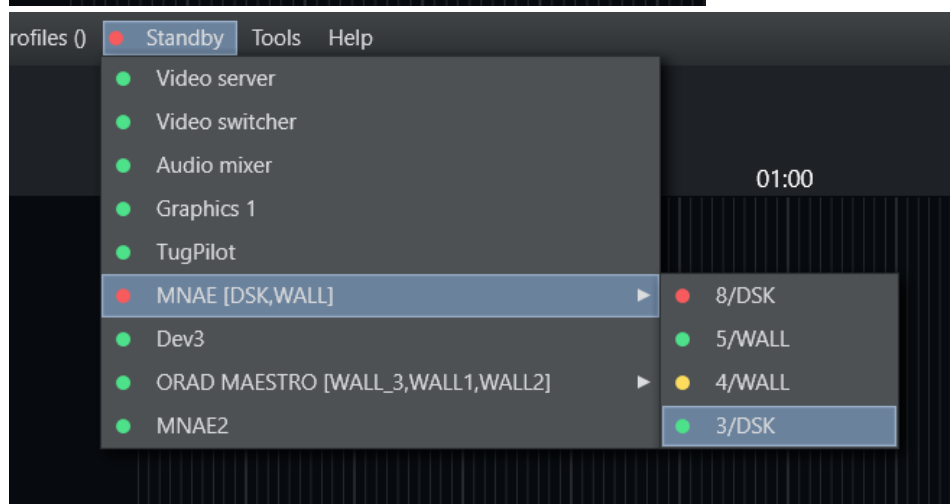 rofiles () Standby Tools Help
Video server
Video switcher
Audio mixer
01:00
Graphics 1
TugPilot
MNAE [DSK,WALL]
8/DSK
Dev3
5/WALL
ORAD MAESTRO [WALL_3,WALL1,WALL2]
4/WALL
MNAE2
3/DSK